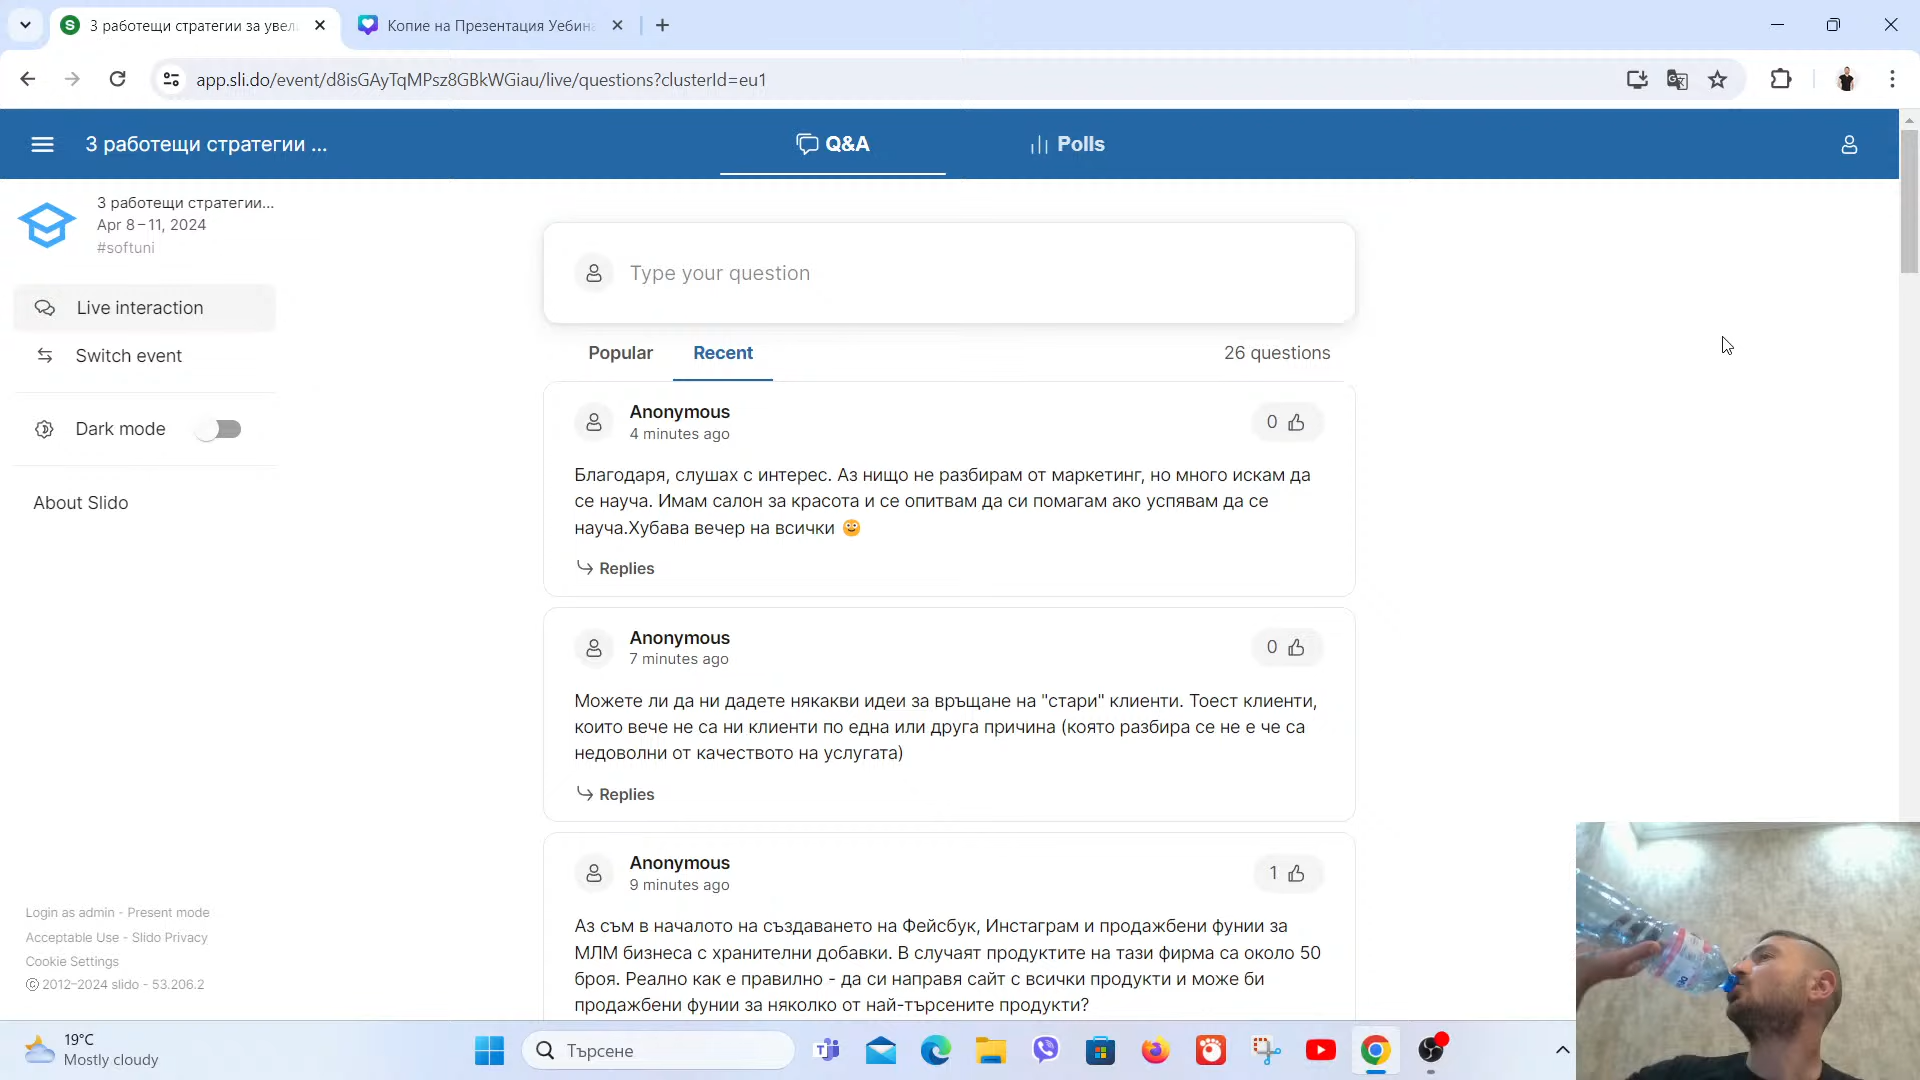 3 работещи стратегии за увел
Копие на Презентация Уебин
app.sli.do/event/d8isGAyTqMPsz8GBkWGiau/live/questions?clusterId=eu1
3 работещи стратегии ...
Q&A
Polls
3 работещи стратегии...
Apr 8 – 11, 2024
#softuni
Live interaction
Switch event
Dark mode
About Slido
Type your question
Popular
Recent
26 questions
Anonymous
4 minutes ago
0
Благодаря, слушах с интерес. Аз нищо не разбирам от маркетинг, но много искам да
се науча. Имам салон за красота и се опитвам да си помагам ако успявам да се
науча.Хубава вечер на всички 🙂
Replies
Anonymous
7 minutes ago
0
Можете ли да ни дадете някакви идеи за връщане на "стари" клиенти. Тоест клиенти,
които вече не са ни клиенти по една или друга причина (която разбира се не е че са
недоволни от качеството на услугата)
Replies
Anonymous
9 minutes ago
1
Аз съм в началото на създаването на Фейсбук, Инстаграм и продажбени фунии за
МЛМ бизнеса с хранителни добавки. В случаят продуктите на тази фирма са около 50
броя. Реално как е правилно - да си направя сайт с всички продукти и може би
продажбени фунии за няколко от най-търсените продукти?
Login as admin - Present mode
Acceptable Use - Slido Privacy
Cookie Settings
© 2012–2024 slido - 53.206.2
19°C
Mostly cloudy
Търсене